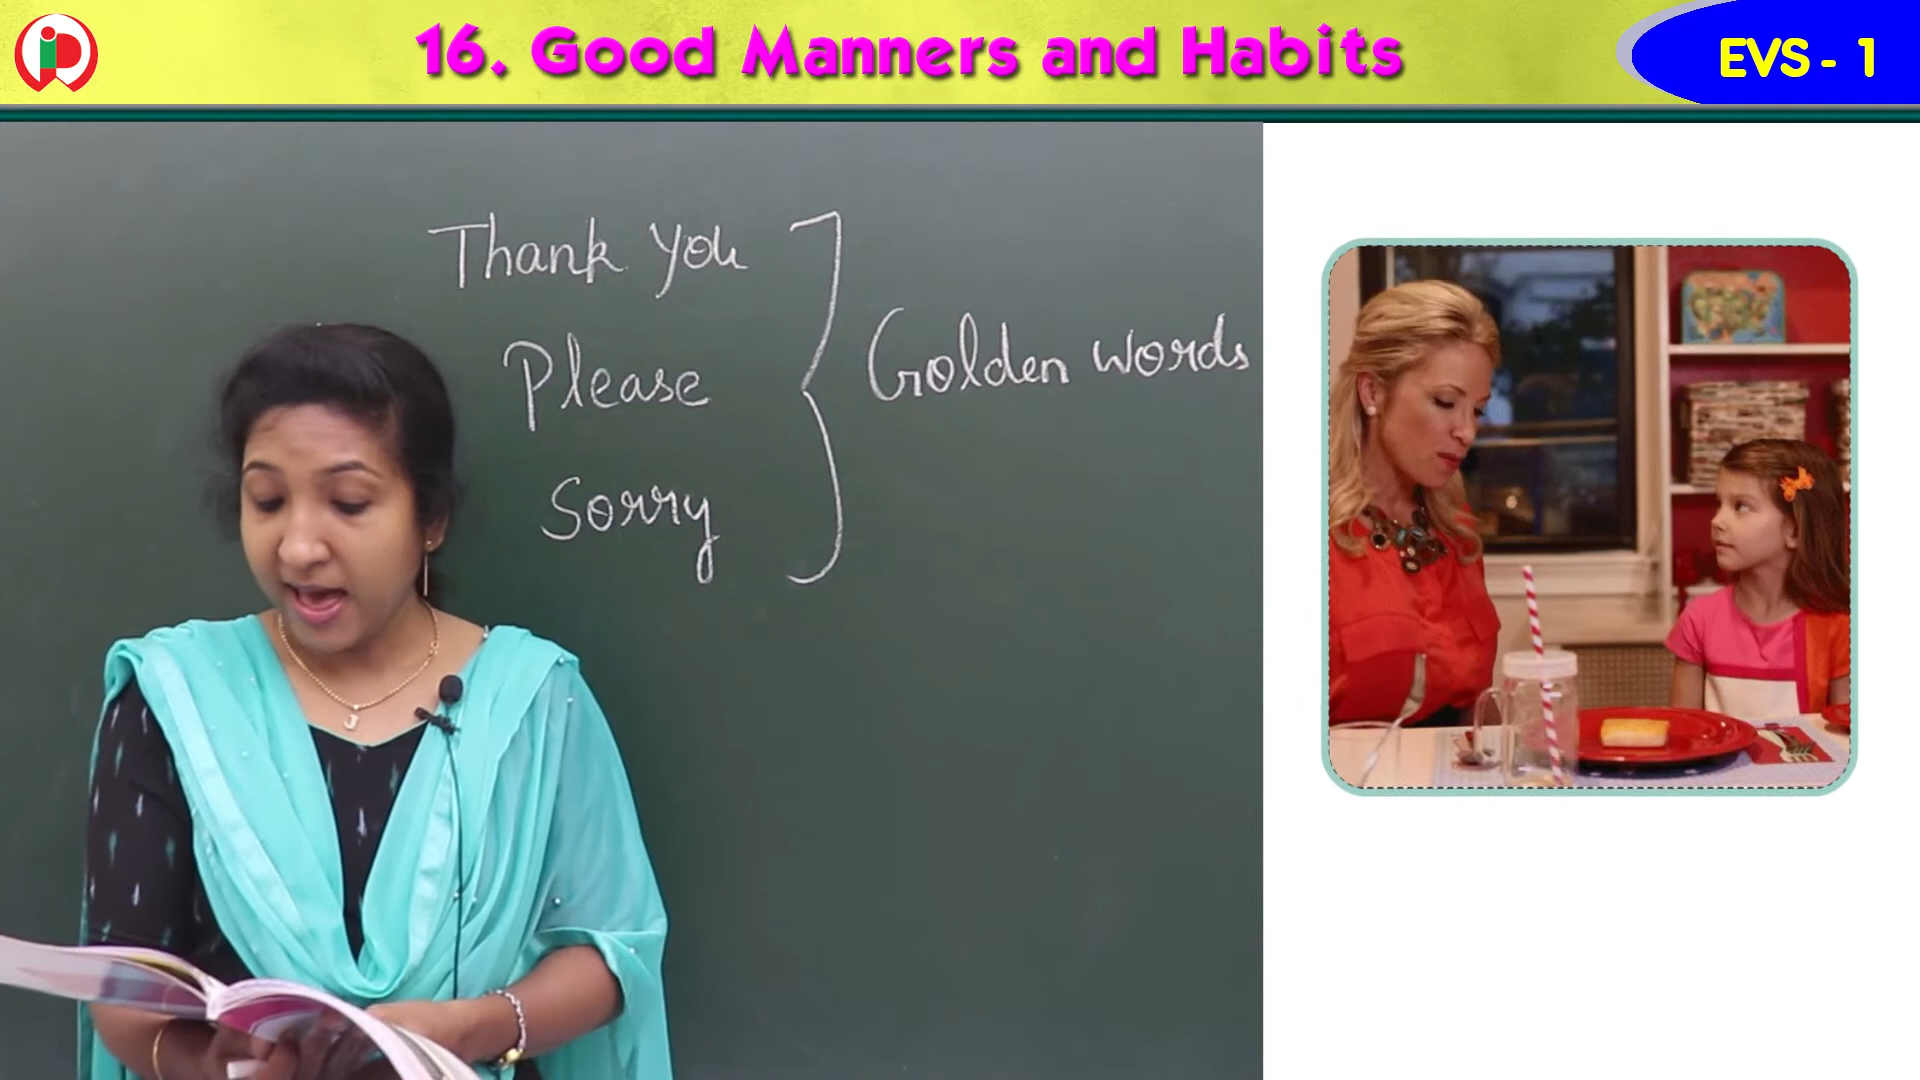 16. Good Manners and Habits
EVS - 1
Thank you
Please
Sorry
Golden words